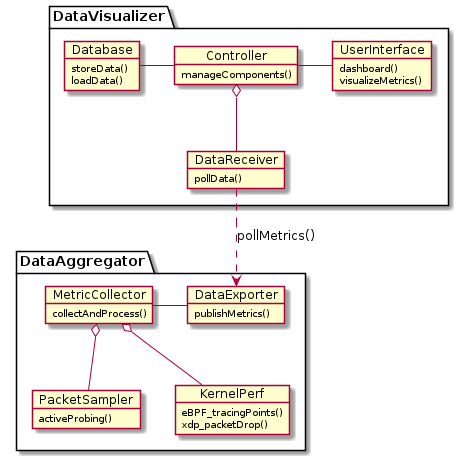 DataVisualizer
Database
storeData()
loadData()
Controller
manageComponents()
UserInterface
dashboard()
visualizeMetrics()
DataReceiver
pollData()
pollMetrics()
DataAggregator
MetricCollector
collectAndProcess()
DataExporter
publishMetrics()
PacketSampler
activeProbing()
KernelPerf
eBPF_tracingPoints()
xdp_packetDrop()